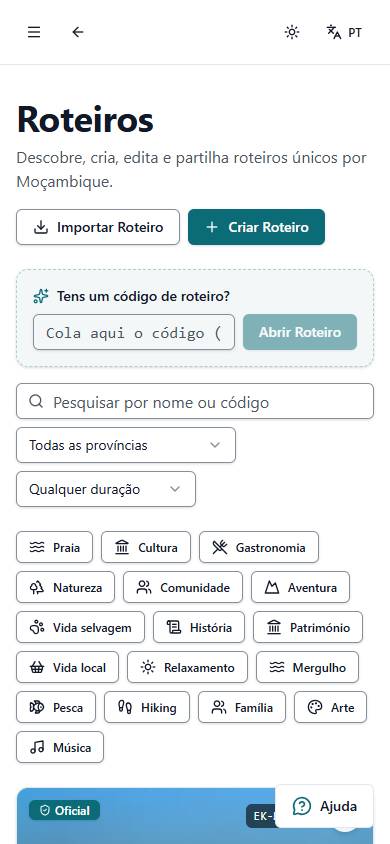 PT
Roteiros
Descobre, cria, edita e partilha roteiros únicos por
Moçambique.
Importar Roteiro
Criar Roteiro
Tens um código de roteiro?
Cola aqui o código (
Abrir Roteiro
Pesquisar por nome ou código
Todas as províncias
Qualquer duração
Praia
Cultura
Gastronomia
Natureza
Comunidade
Aventura
Vida selvagem
História
Património
Vida local
Relaxamento
Mergulho
Pesca
Hiking
Família
Arte
Música
Oficial
Ajuda